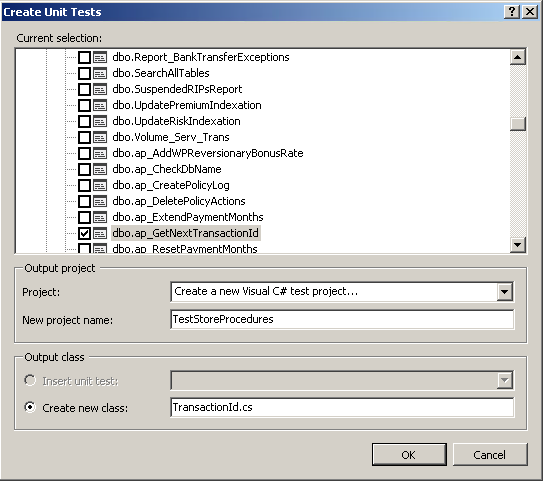 Create Unit Tests
Current selection:
dbo.Report_BankTransferExceptions
dbo.SearchAllTables
dbo.SuspendedRIPsReport
dbo.UpdatePremiumIndexation
dbo.UpdateRiskIndexation
dbo.Volume_Serv_Trans
dbo.ap_AddWPReversionaryBonusRate
dbo.ap_CheckDbName
dbo.ap_CreatePolicyLog
dbo.ap_DeletePolicyActions
dbo.ap_ExtendPaymentMonths
dbo.ap_GetNextTransactionId
dbo.ap_ResetPaymentMonths
Output project
Project: Create a new Visual C# test project...
New project name: TestStoreProcedures
Output class
Insert unit test:
Create new class: TransactionId.cs
OK Cancel